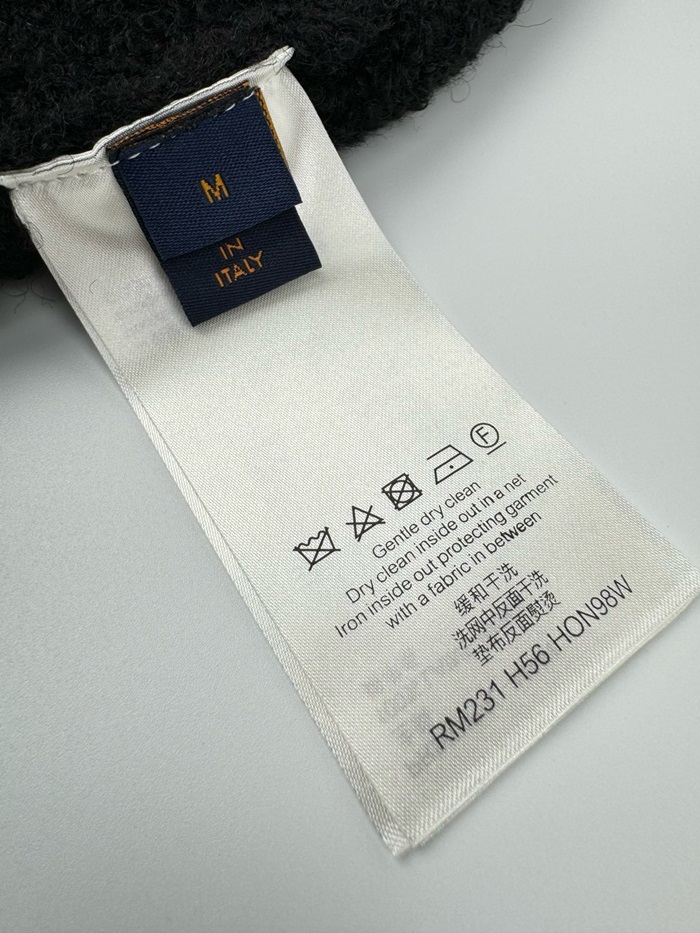 M
IN
ITALY
F
Gentle dry clean
Dry clean inside out in a net
Iron inside out protecting garment
with a fabric in between
缓和干洗
洗网中反面干洗
垫布反面熨烫
RM231 H56 HON98W